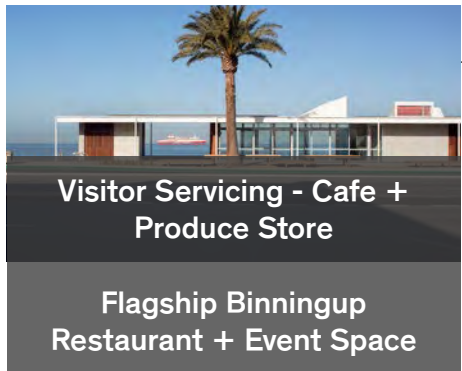 Visitor Servicing - Cafe +
Produce Store
Flagship Binningup
Restaurant + Event Space